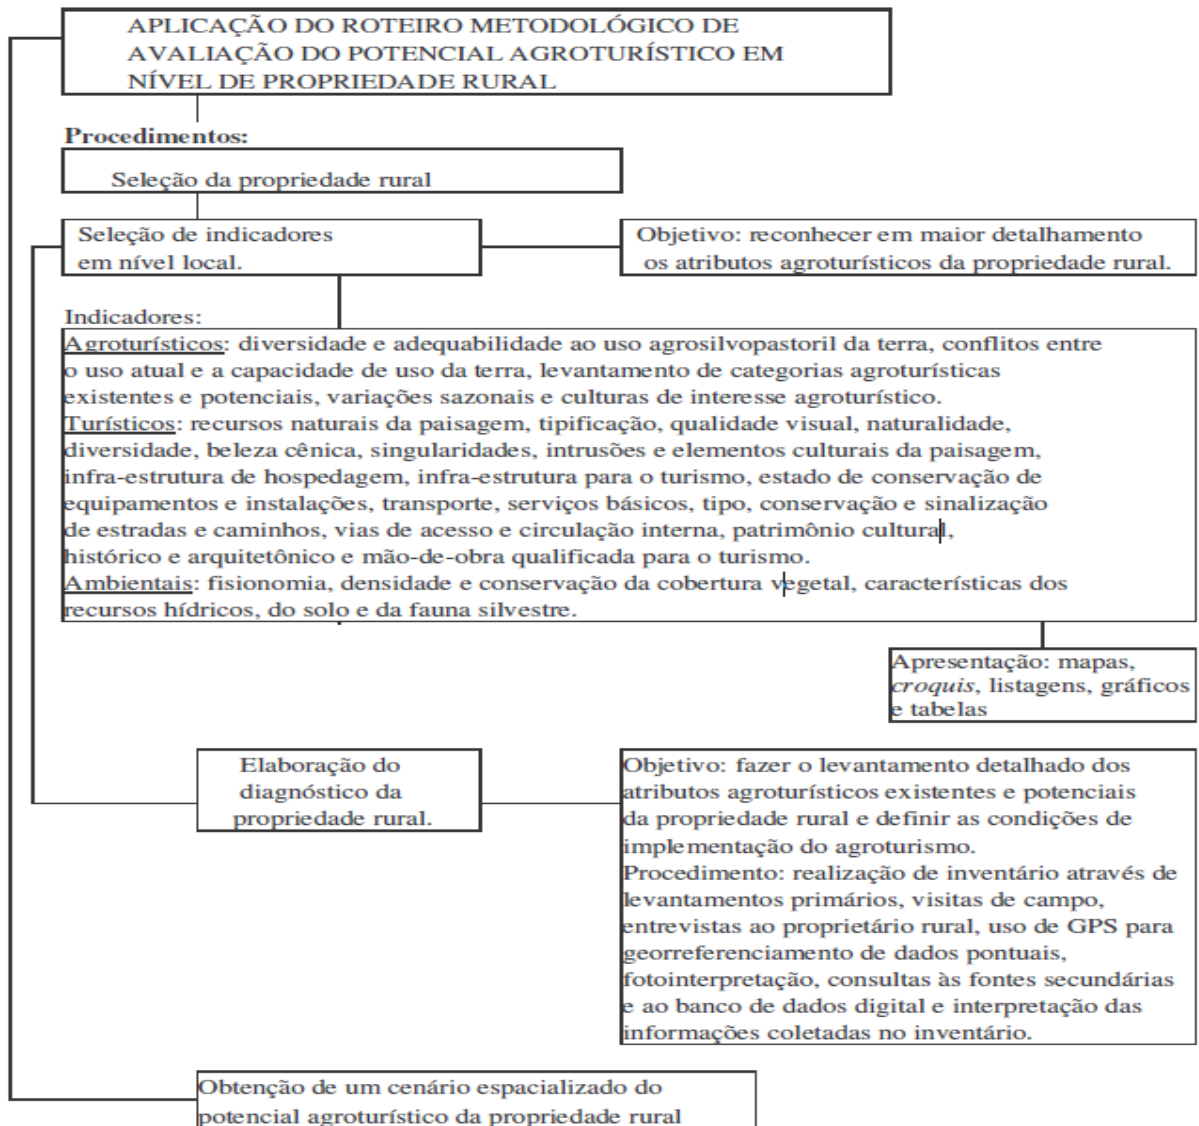 APLICAÇÃO DO ROTEIRO METODOLÓGICO DE
AVALIAÇÃO DO POTENCIAL AGROTURÍSTICO EM
NÍVEL DE PROPRIEDADE RURAL
Procedimentos:
Seleção da propriedade rural
Seleção de indicadores
em nível local.
Objetivo: reconhecer em maior detalhamento
os atributos agroturísticos da propriedade rural.
Indicadores:
Agroturísticos: diversidade e adequabilidade ao uso agrosilvopastoril da terra, conflitos entre
o uso atual e a capacidade de uso da terra, levantamento de categorias agroturísticas
existentes e potenciais, variações sazonais e culturas de interesse agroturístico.
Turísticos: recursos naturais da paisagem, tipificação, qualidade visual, naturalidade,
diversidade, beleza cênica, singularidades, intrusões e elementos culturais da paisagem,
infra-estrutura de hospedagem, infra-estrutura para o turismo, estado de conservação de
equipamentos e instalações, transporte, serviços básicos, tipo, conservação e sinalização
de estradas e caminhos, vias de acesso e circulação interna, patrimônio cultural,
histórico e arquitetônico e mão-de-obra qualificada para o turismo.
Ambientais: fisionomia, densidade e conservação da cobertura vegetal, características dos
recursos hídricos, do solo e da fauna silvestre.
Apresentação: mapas,
croquis, listagens, gráficos
e tabelas
Elaboração do
diagnóstico da
propriedade rural.
Objetivo: fazer o levantamento detalhado dos
atributos agroturísticos existentes e potenciais
da propriedade rural e definir as condições de
implementação do agroturismo.
Procedimento: realização de inventário através de
levantamentos primários, visitas de campo,
entrevistas ao proprietário rural, uso de GPS para
georreferenciamento de dados pontuais,
fotointerpretação, consultas às fontes secundárias
e ao banco de dados digital e interpretação das
informações coletadas no inventário.
Obtenção de um cenário espacializado do
potencial agroturístico da propriedade rural